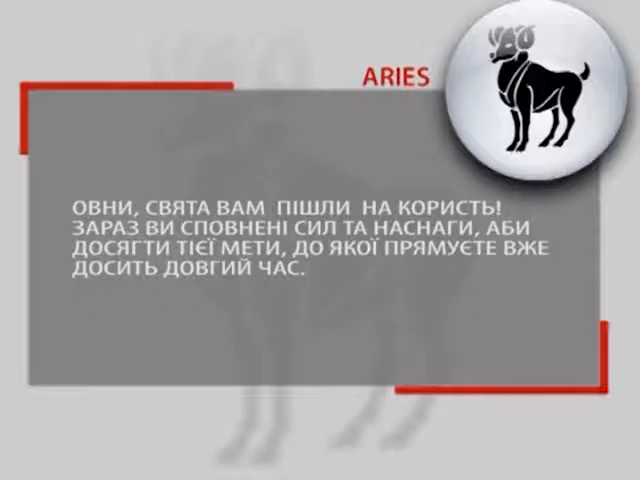 ARIES
ОВНИ, СВЯТА ВАМ ПІШЛИ НА КОРИСТЬ!
ЗАРАЗ ВИ СПОВНЕНІ СИЛ ТА НАСНАГИ, АБИ
ДОСЯГТИ ТІЄЇ МЕТИ, ДО ЯКОЇ ПРЯМУЄТЕ ВЖЕ
ДОСИТЬ ДОВГИЙ ЧАС.